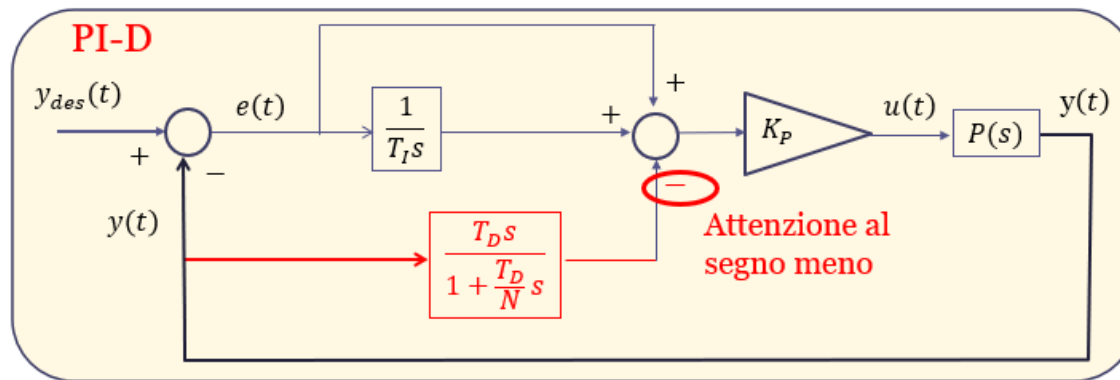 PI-D
y_des(t)
+
−
e(t)
1
T_I s
+
+
−
K_P
u(t)
P(s)
y(t)
y(t)
T_D s
1 + T_D/N s
Attenzione al
segno meno